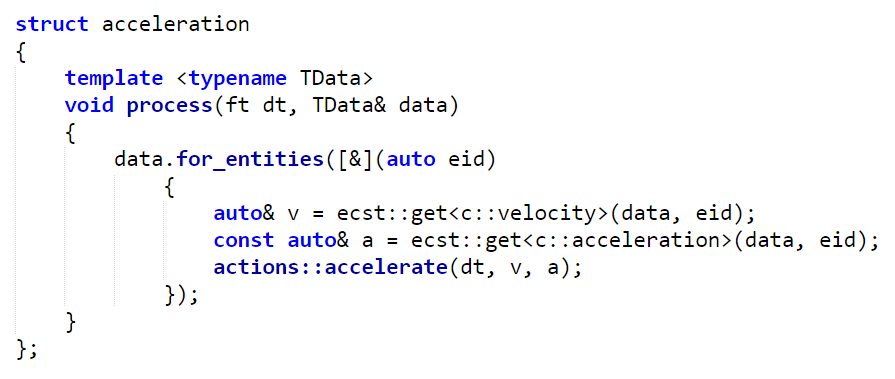 struct acceleration
{
    template <typename TData>
    void process(ft dt, TData& data)
    {
        data.for_entities([&](auto eid)
            {
                auto& v = ecst::get<c::velocity>(data, eid);
                const auto& a = ecst::get<c::acceleration>(data, eid);
                actions::accelerate(dt, v, a);
            });
    }
};